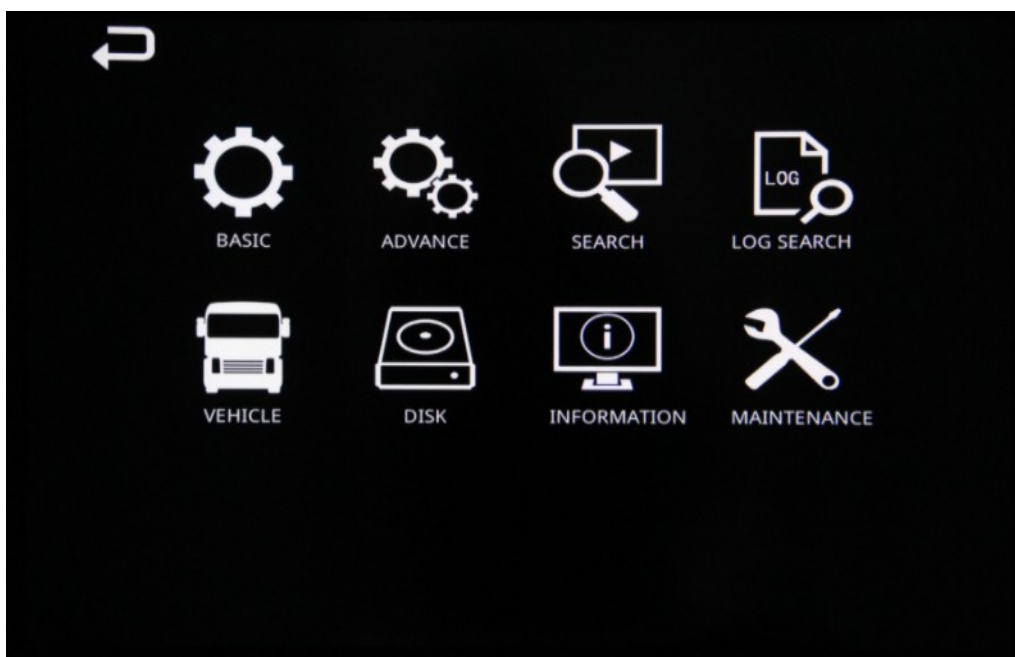 BASIC ADVANCE SEARCH LOG SEARCH
LOG
VEHICLE DISK INFORMATION MAINTENANCE